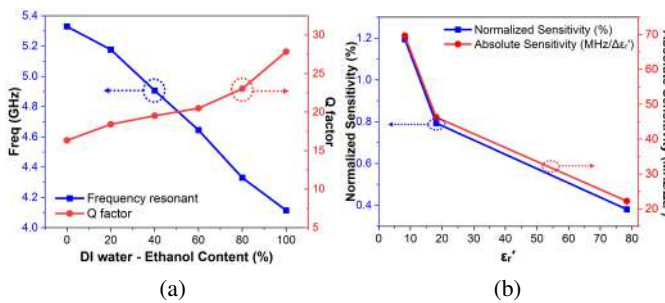 5.4
5.2
5.0
4.8
4.6
4.4
4.2
4.0
Freq (GHz)
30
25
20
15
10
5
Q factor
Frequency resonant
Q factor
0 20 40 60 80 100
DI water - Ethanol Content (%)
(a)
1.2
1.0
0.8
0.6
0.4
Normalized Sensitivity (%)
Normalized Sensitivity (%)
Absolute Sensitivity (MHz/Δεr')
70
60
50
40
30
20
0 10 20 30 40 50 60 70 80
εr'
(b)